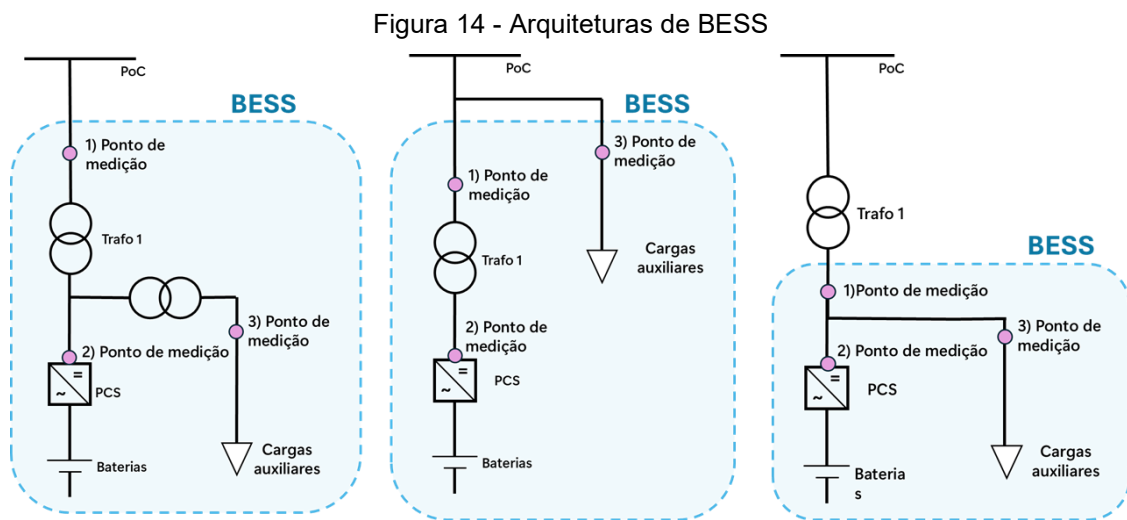 Figura 14 - Arquiteturas de BESS
PoC
BESS
1) Ponto de
medição
Trafo 1
3) Ponto de
medição
2) Ponto de medição
PCS
Baterias
Cargas
auxiliares
PoC
BESS
3) Ponto de
medição
1) Ponto de
medição
Trafo 1
Cargas
auxiliares
2) Ponto de
medição
PCS
Baterias
PoC
Trafo 1
BESS
1)Ponto de medição
3) Ponto de
medição
2) Ponto de medição
PCS
Cargas
auxiliares
Bateria
s